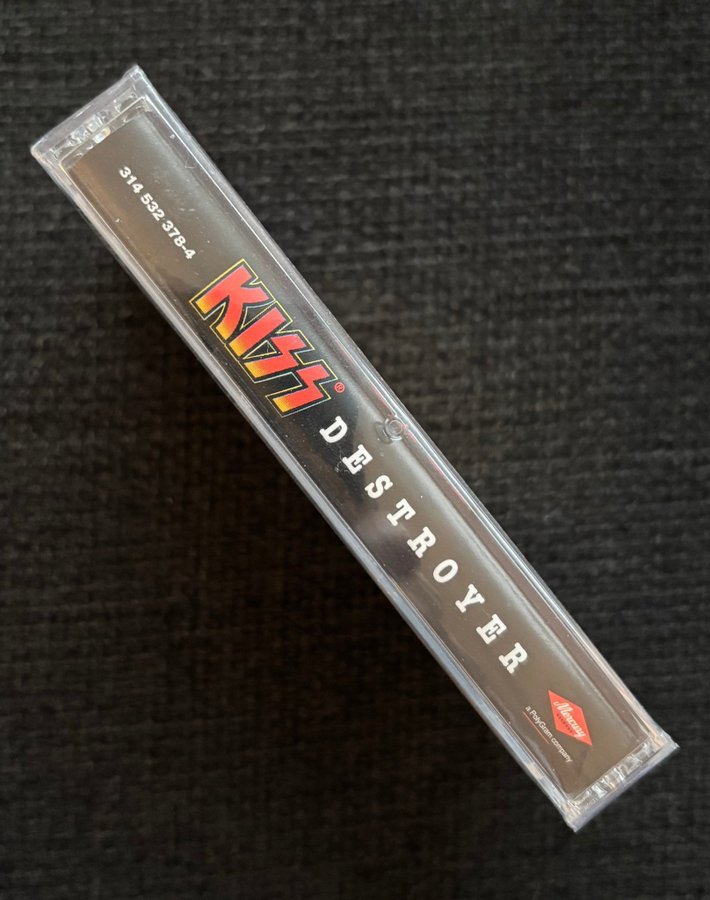 314 532 378-4
KISS®
DESTROYER
Mercury
a PolyGram company